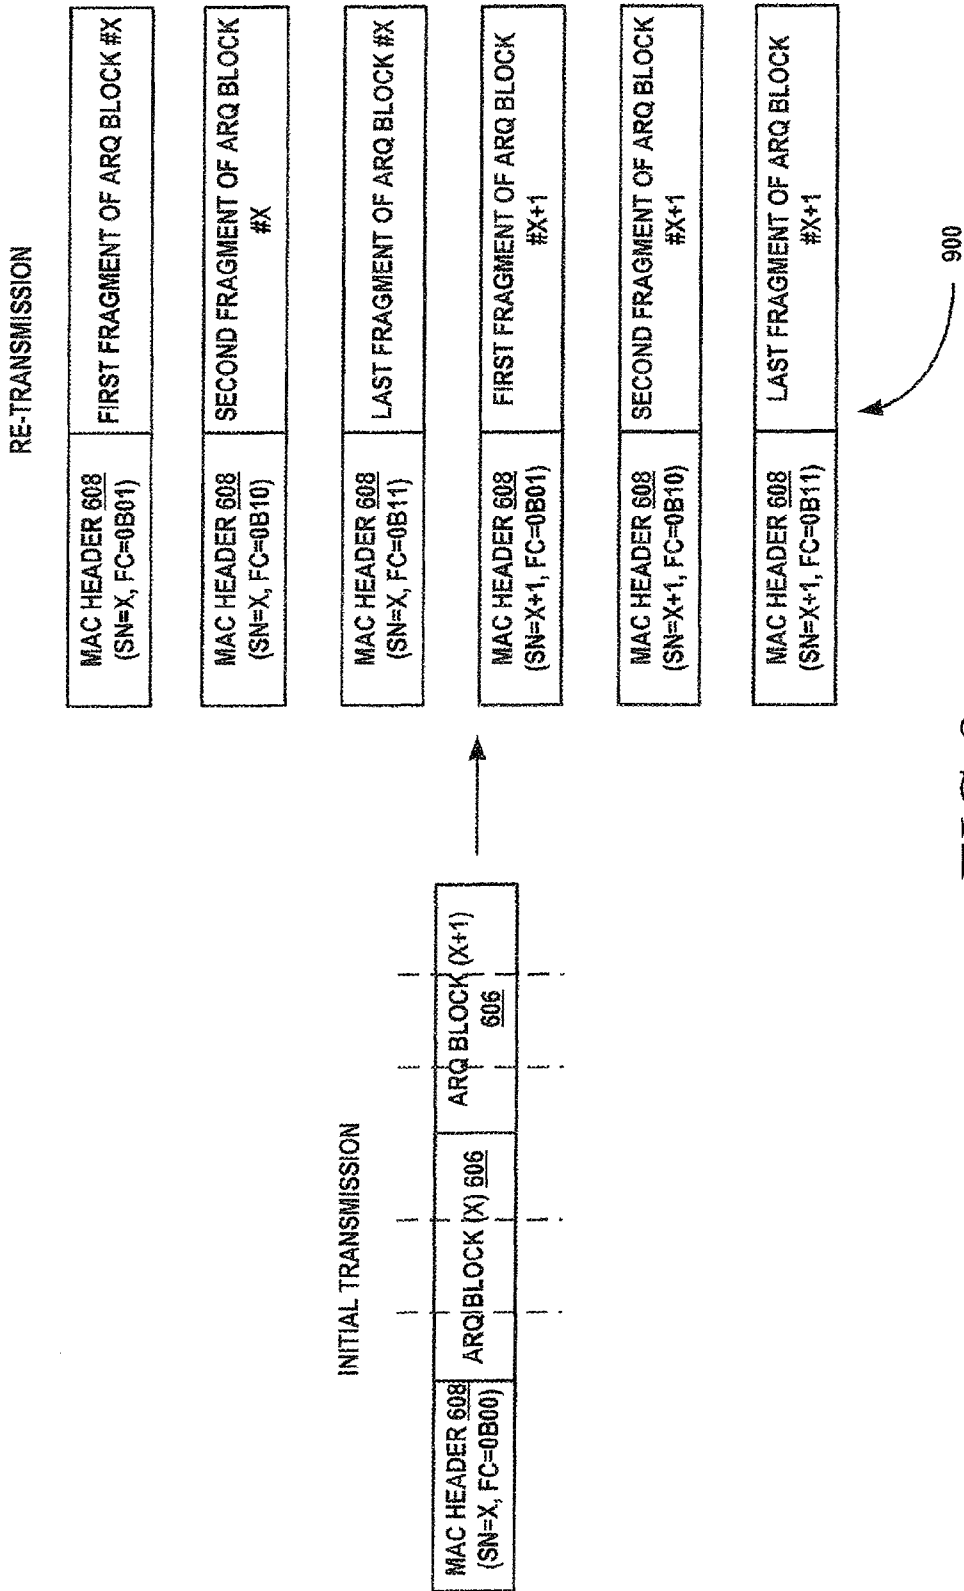 INITIAL TRANSMISSION
MAC HEADER 608
(SN=X, FC=0B00)
ARQ BLOCK (X) 606
ARQ BLOCK (X+1)
606
RE-TRANSMISSION
MAC HEADER 608
(SN=X, FC=0B01)
FIRST FRAGMENT OF ARQ BLOCK #X
MAC HEADER 608
(SN=X, FC=0B10)
SECOND FRAGMENT OF ARQ BLOCK
#X
MAC HEADER 608
(SN=X, FC=0B11)
LAST FRAGMENT OF ARQ BLOCK #X
MAC HEADER 608
(SN=X+1, FC=0B01)
FIRST FRAGMENT OF ARQ BLOCK
#X+1
MAC HEADER 608
(SN=X+1, FC=0B10)
SECOND FRAGMENT OF ARQ BLOCK
#X+1
MAC HEADER 608
(SN=X+1, FC=0B11)
LAST FRAGMENT OF ARQ BLOCK
#X+1
900